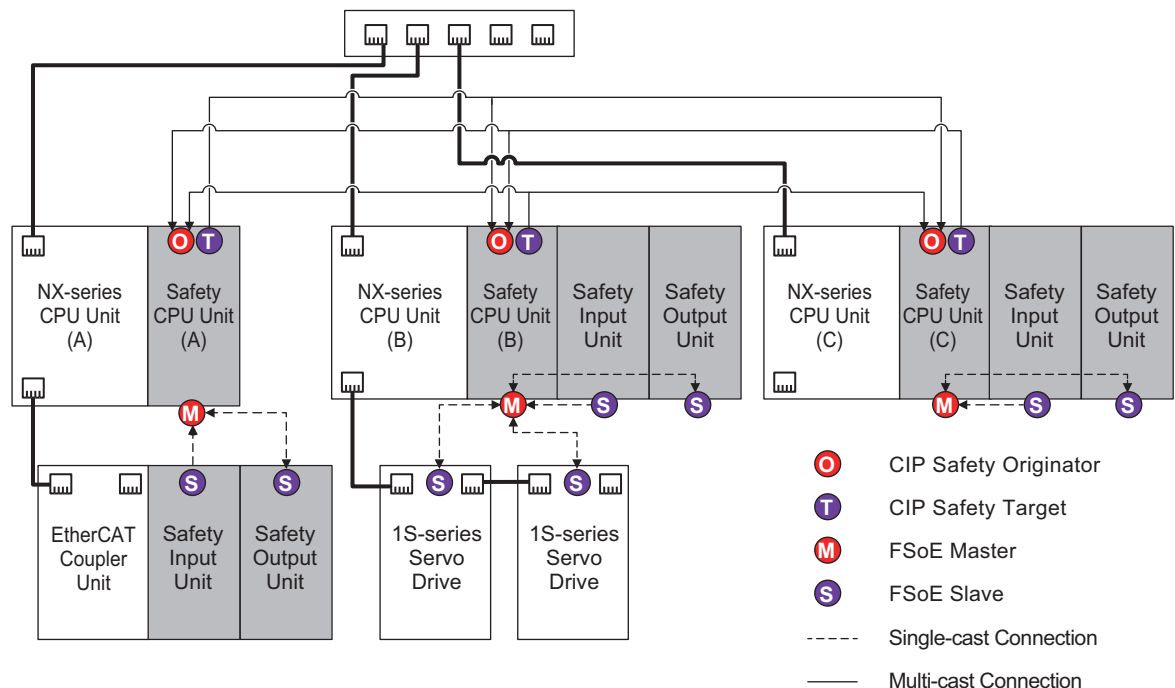 O T
O T
O T
NX-series
CPU Unit
(A)
Safety
CPU Unit
(A)
NX-series
CPU Unit
(B)
Safety
CPU Unit
(B)
Safety
Input
Unit
Safety
Output
Unit
NX-series
CPU Unit
(C)
Safety
CPU Unit
(C)
Safety
Input
Unit
Safety
Output
Unit
M
M
S
S
M
S
S
S
S
S
S
EtherCAT
Coupler
Unit
Safety
Input
Unit
Safety
Output
Unit
1S-series
Servo
Drive
1S-series
Servo
Drive
O CIP Safety Originator
T CIP Safety Target
M FSoE Master
S FSoE Slave
Single-cast Connection
Multi-cast Connection